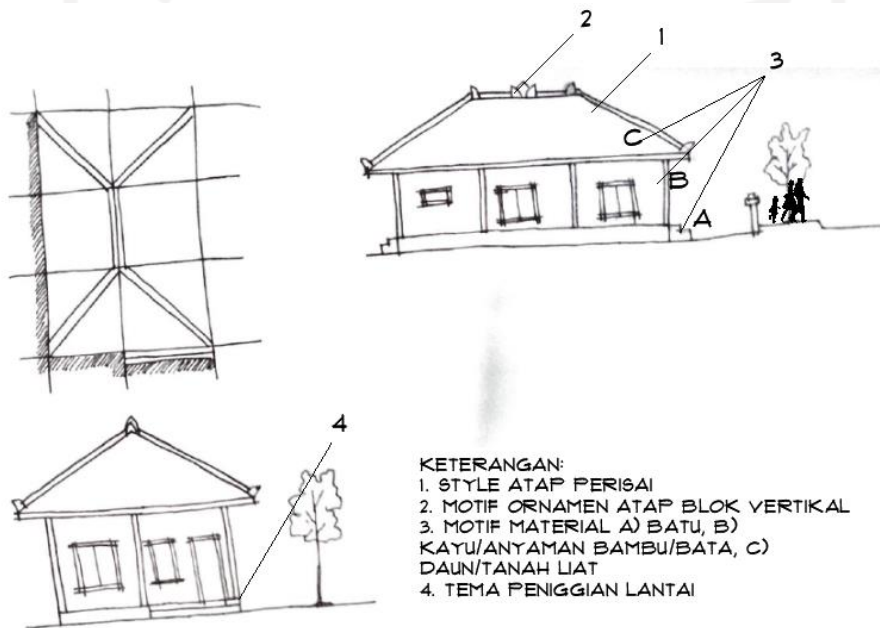 2
1
3
C
B
A
4
KETERANGAN:
1. STYLE ATAP PERISAI
2. MOTIF ORNAMEN ATAP BLOK VERTIKAL
3. MOTIF MATERIAL A) BATU, B)
KAYU/ANYAMAN BAMBU/BATA, C)
DAUN/TANAH LIAT
4. TEMA PENIGGIAN LANTAI